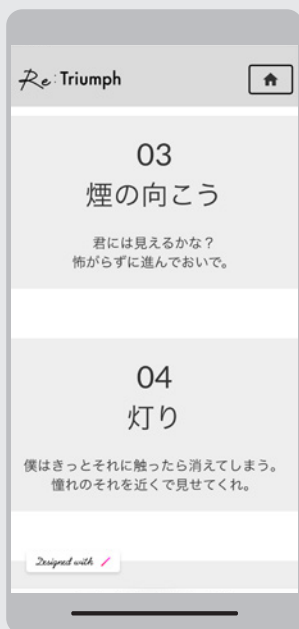 Re:Triumph
03
煙の向こう
君には見えるかな？
怖がらずに進んでおいで。
04
灯り
僕はきっとそれに触ったら消えてしまう。
憧れのそれを近くで見せてくれ。
Designed with